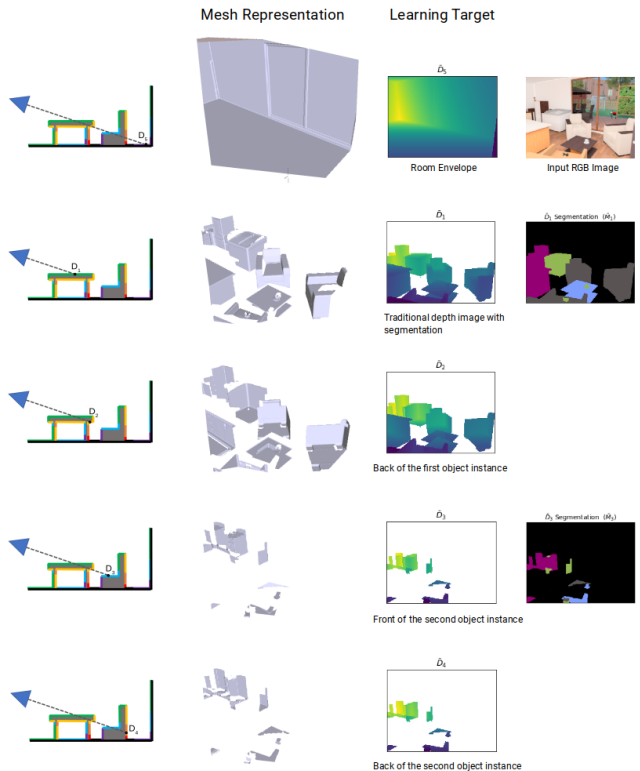 Mesh Representation
Learning Target
D̄₅
D₅
Room Envelope
Input RGB Image
D̄₁
D̄₁ Segmentation (M̄₁)
D₁
Traditional depth image with
segmentation
D̄₂
D₂
Back of the first object instance
D̄₃
D̄₃ Segmentation (M̄₃)
D₃
Front of the second object instance
D̄₄
D₄
Back of the second object instance